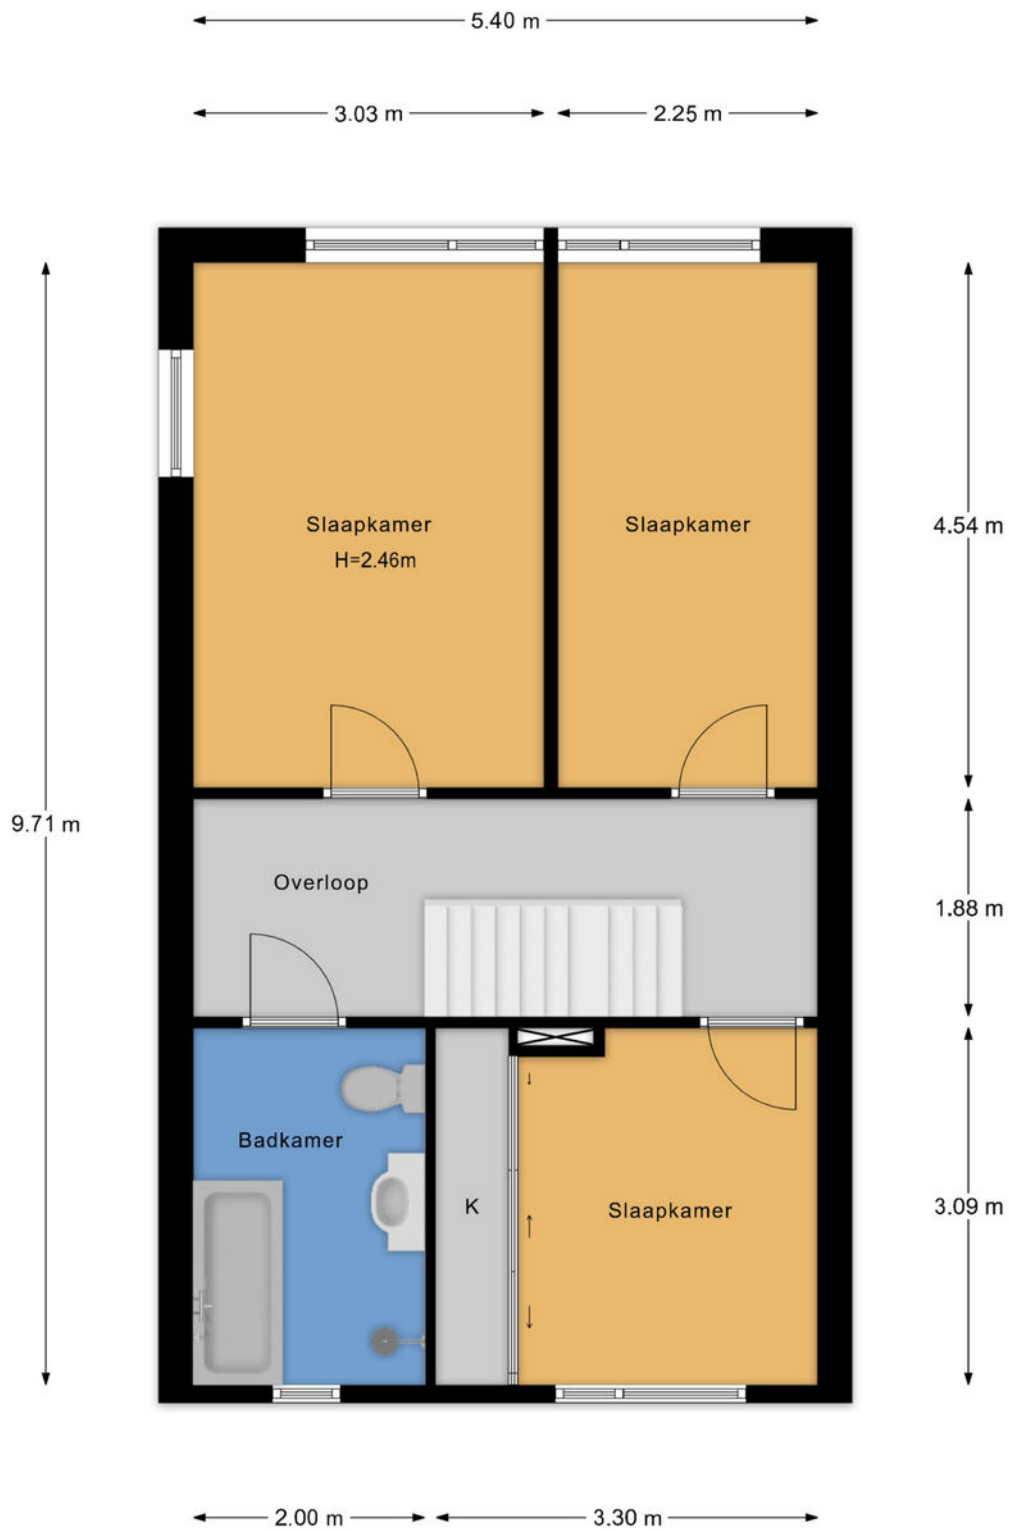 5.40 m
3.03 m
2.25 m
Slaapkamer
H=2.46m
Slaapkamer
4.54 m
9.71 m
Overloop
1.88 m
Badkamer
K
Slaapkamer
3.09 m
2.00 m
3.30 m